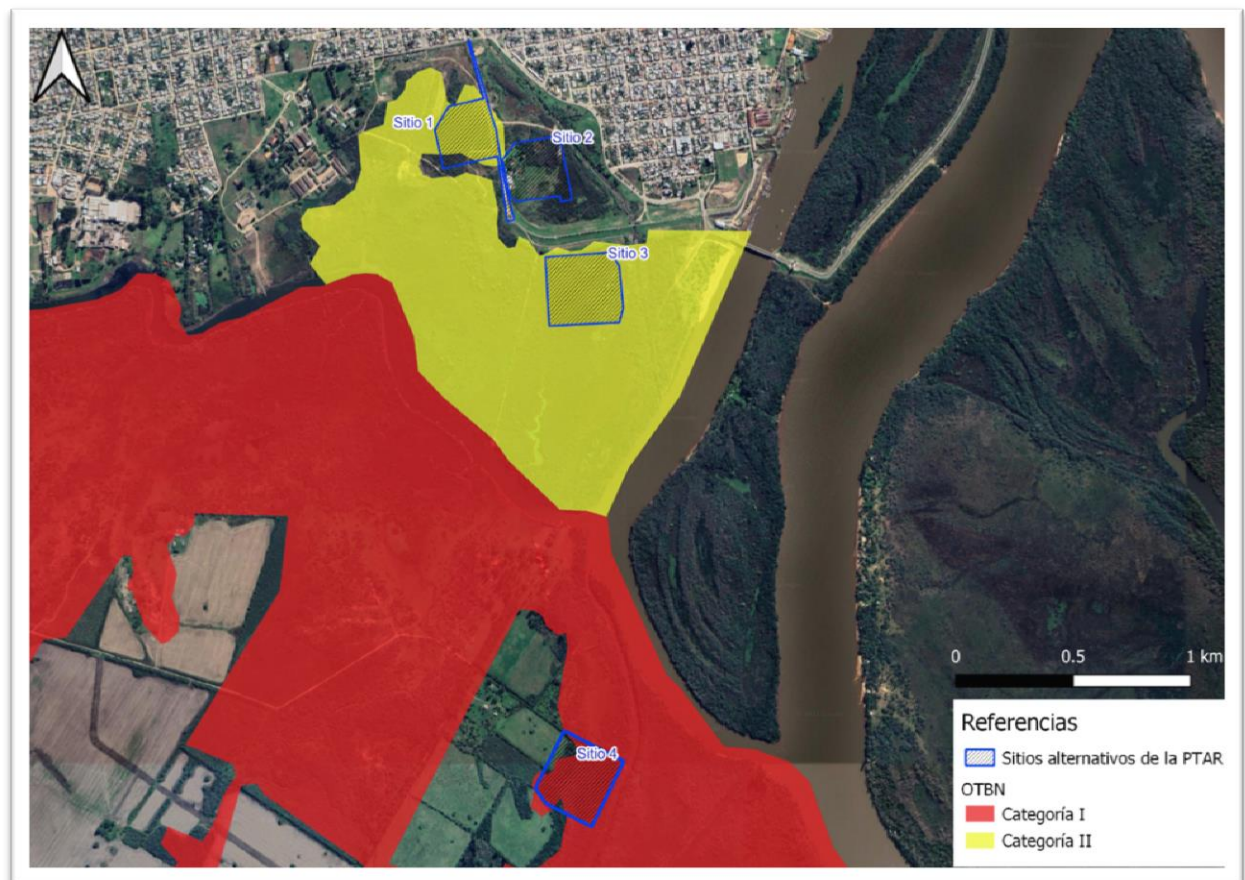 Sitio 1
Sitio 2
Sitio 3
Sitio 4
0 0.5 1 km
Referencias
Sitios alternativos de la PTAR
OTBN
Categoría I
Categoría II